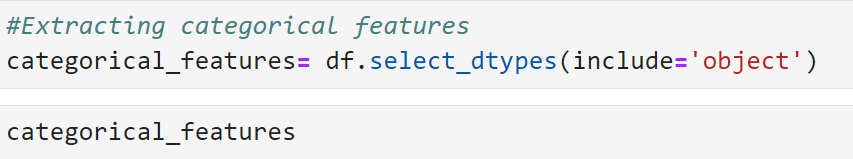 #Extracting categorical features
categorical_features= df.select_dtypes(include='object')
categorical_features